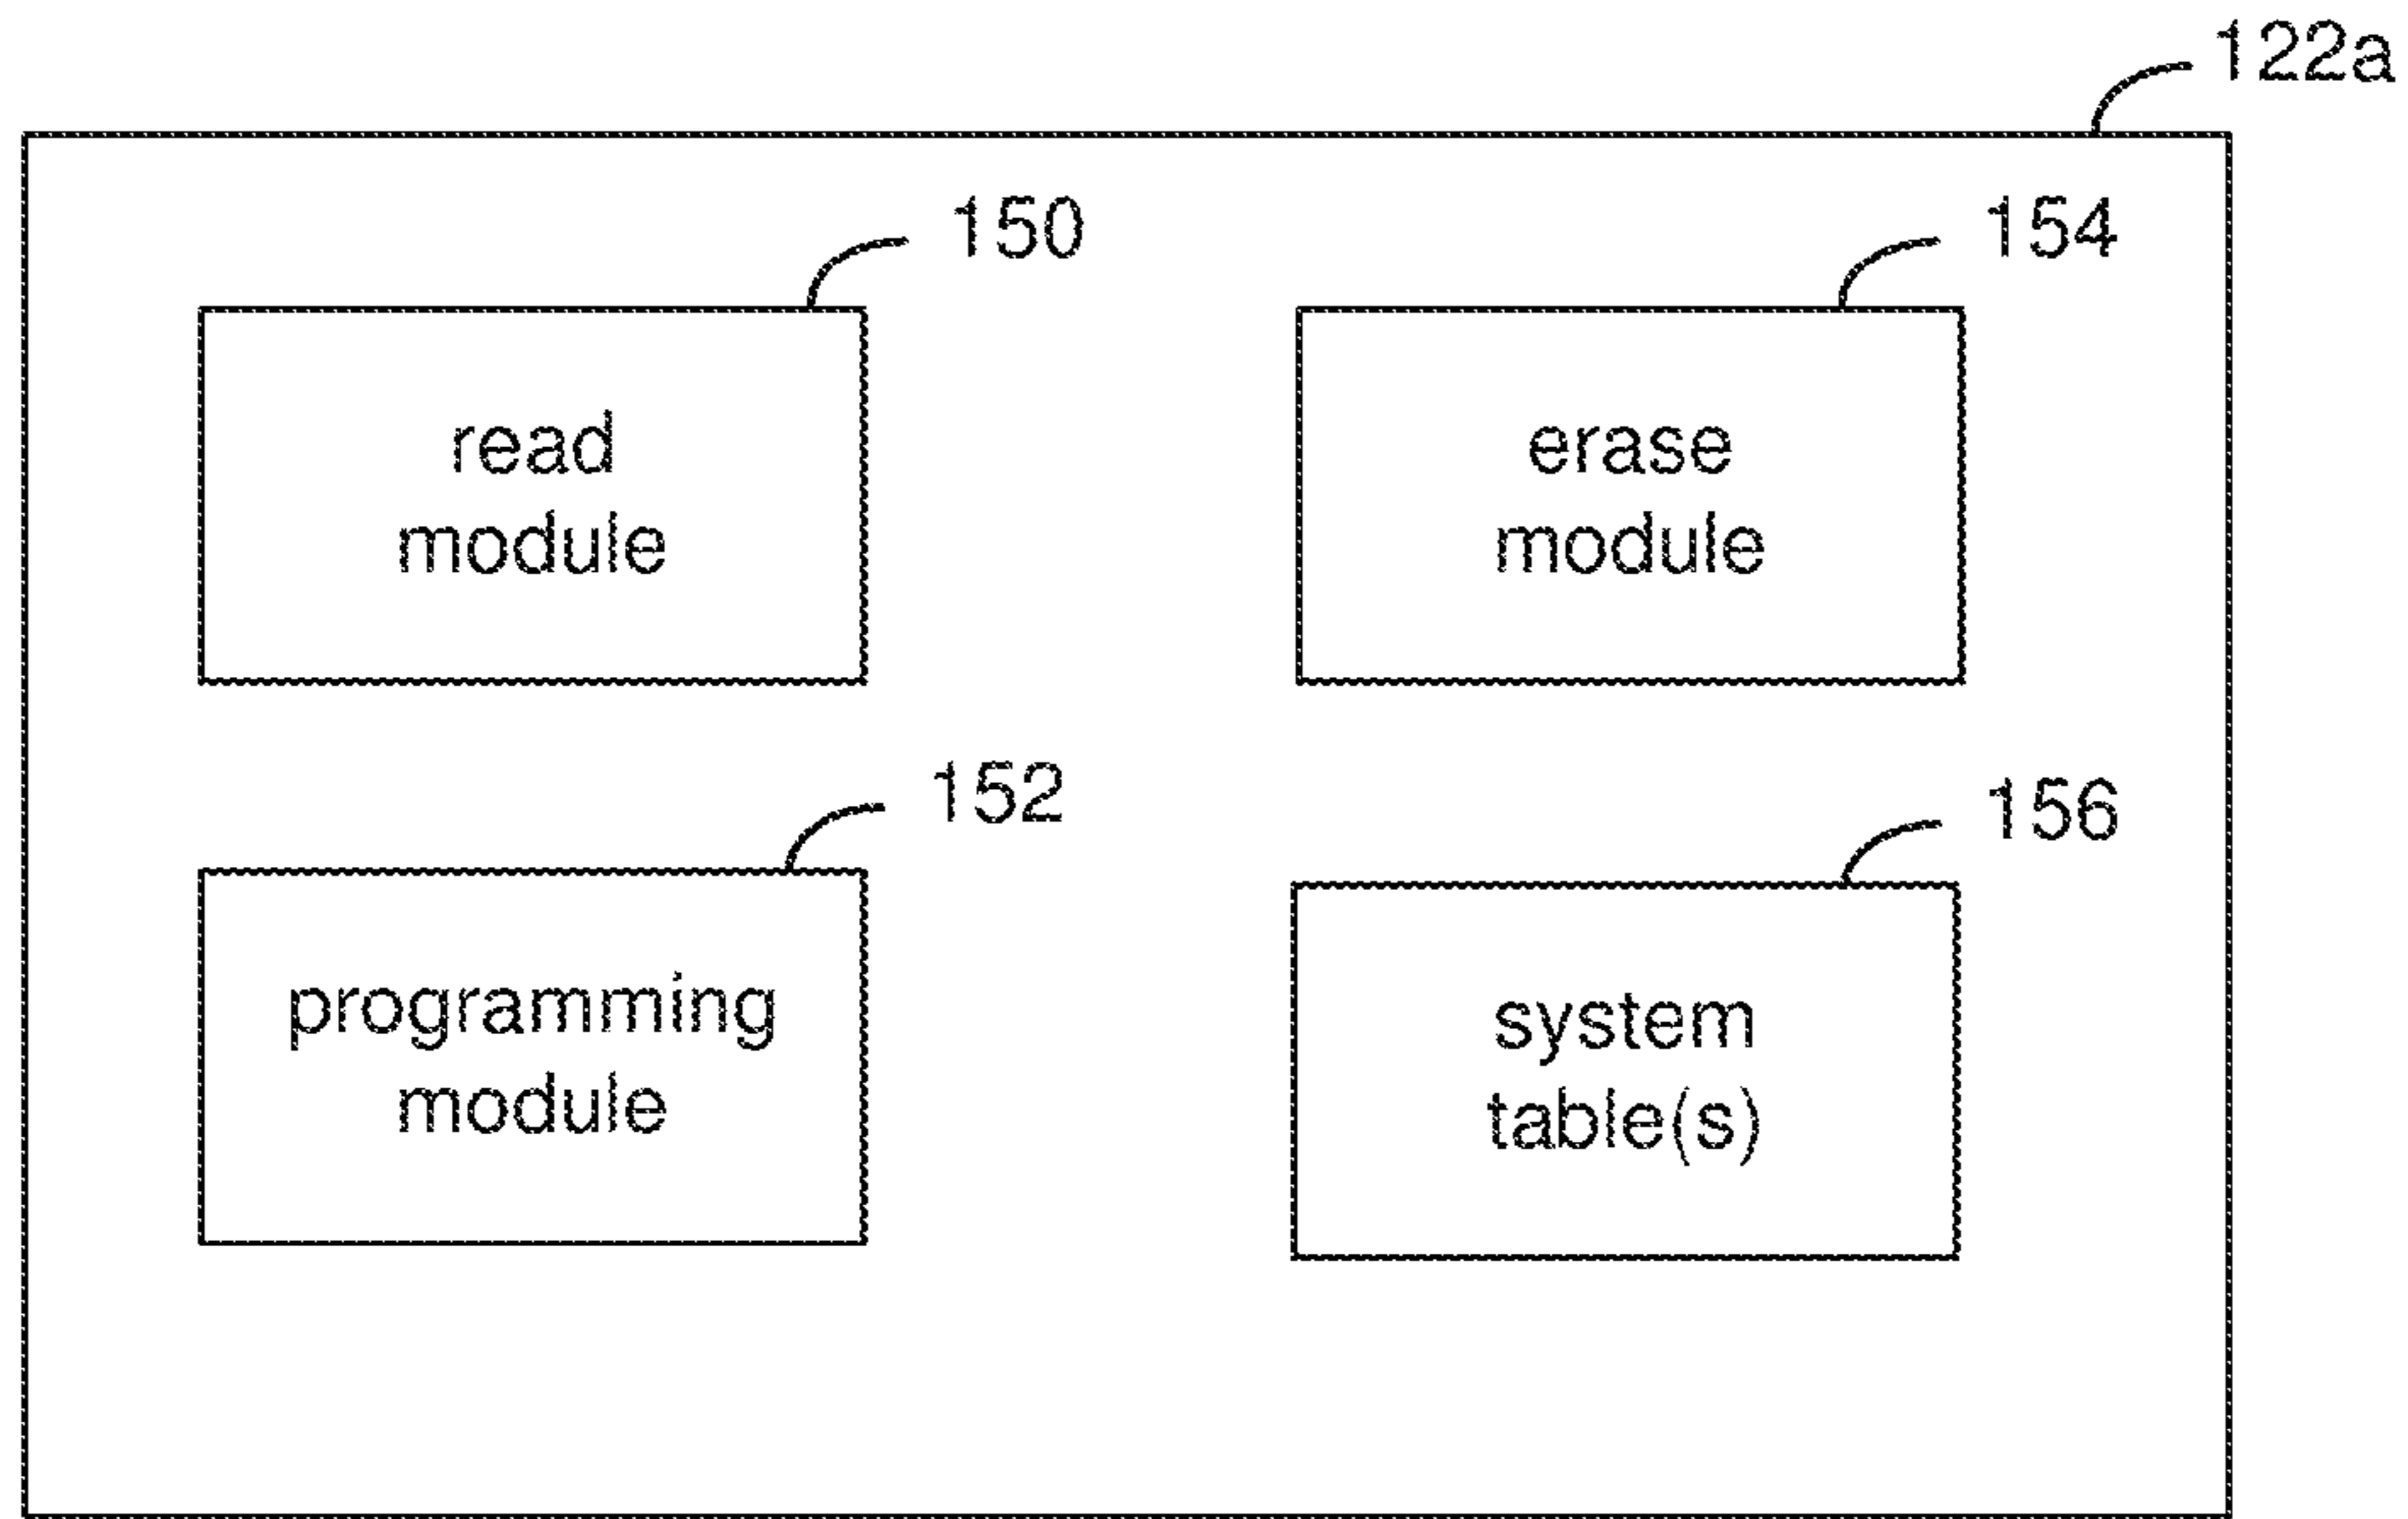 122a
150
read
module
154
erase
module
152
programming
module
156
system
table(s)